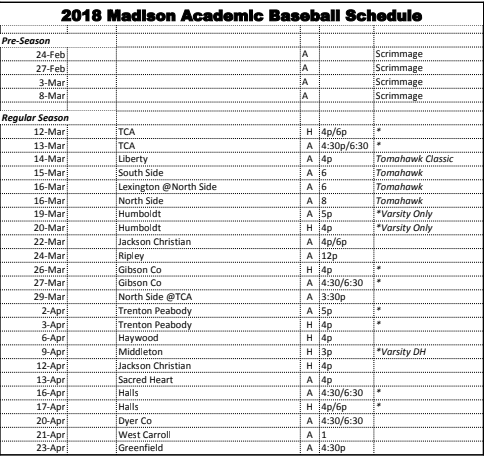 2018 Madison Academic Baseball Schedule
Pre-Season
24-Feb A Scrimmage
27-Feb A Scrimmage
3-Mar A Scrimmage
8-Mar A Scrimmage
Regular Season
12-Mar TCA H 4p/6p *
13-Mar TCA A 4:30p/6:30 *
14-Mar Liberty A 4p Tomahawk Classic
15-Mar South Side A 6 Tomahawk
16-Mar Lexington @North Side A 6 Tomahawk
16-Mar North Side A 8 Tomahawk
19-Mar Humboldt A 5p *Varsity Only
20-Mar Humboldt H 4p *Varsity Only
22-Mar Jackson Christian A 4p/6p
24-Mar Ripley A 12p
26-Mar Gibson Co H 4p *
27-Mar Gibson Co A 4:30/6:30 *
29-Mar North Side @TCA A 3:30p
2-Apr Trenton Peabody A 5p *
3-Apr Trenton Peabody H 4p *
6-Apr Haywood H 4p
9-Apr Middleton H 3p *Varsity DH
12-Apr Jackson Christian H 4p
13-Apr Sacred Heart A 4p
16-Apr Halls A 4:30/6:30 *
17-Apr Halls H 4p/6p *
20-Apr Dyer Co A 4:30/6:30
21-Apr West Carroll A 1
23-Apr Greenfield A 4:30p